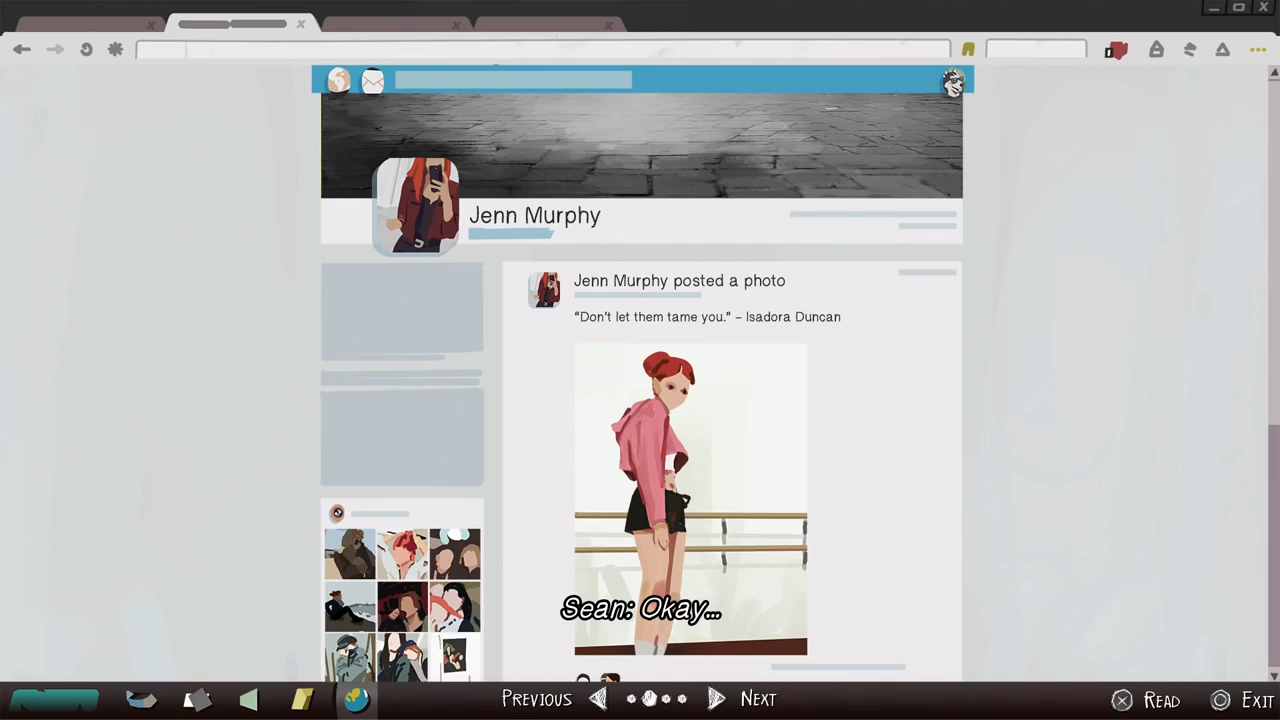 Jenn Murphy
Jenn Murphy posted a photo
“Don't let them tame you.” – Isadora Duncan
Sean: Okay...
Previous Next Read Exit